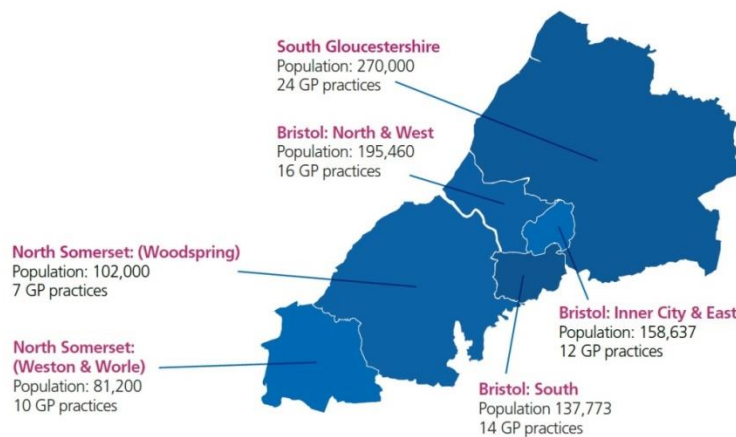 South Gloucestershire
Population: 270,000
24 GP practices
Bristol: North & West
Population: 195,460
16 GP practices
North Somerset: (Woodspring)
Population: 102,000
7 GP practices
North Somerset:
(Weston & Worle)
Population: 81,200
10 GP practices
Bristol: Inner City & East
Population: 158,637
12 GP practices
Bristol: South
Population 137,773
14 GP practices